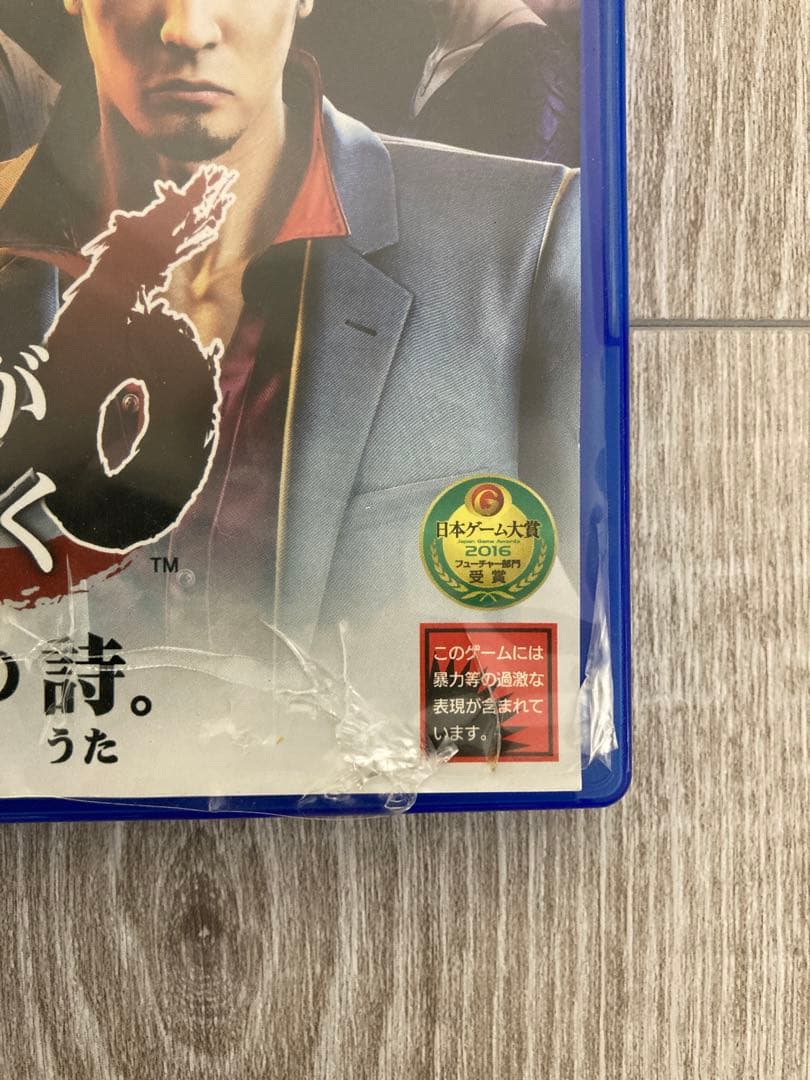 が
く
6
TM
の詩。
うた
G
日本ゲーム大賞
Japan Game Awards
2016
フューチャー部門
受賞
このゲームには
暴力等の過激な
表現が含まれて
います。